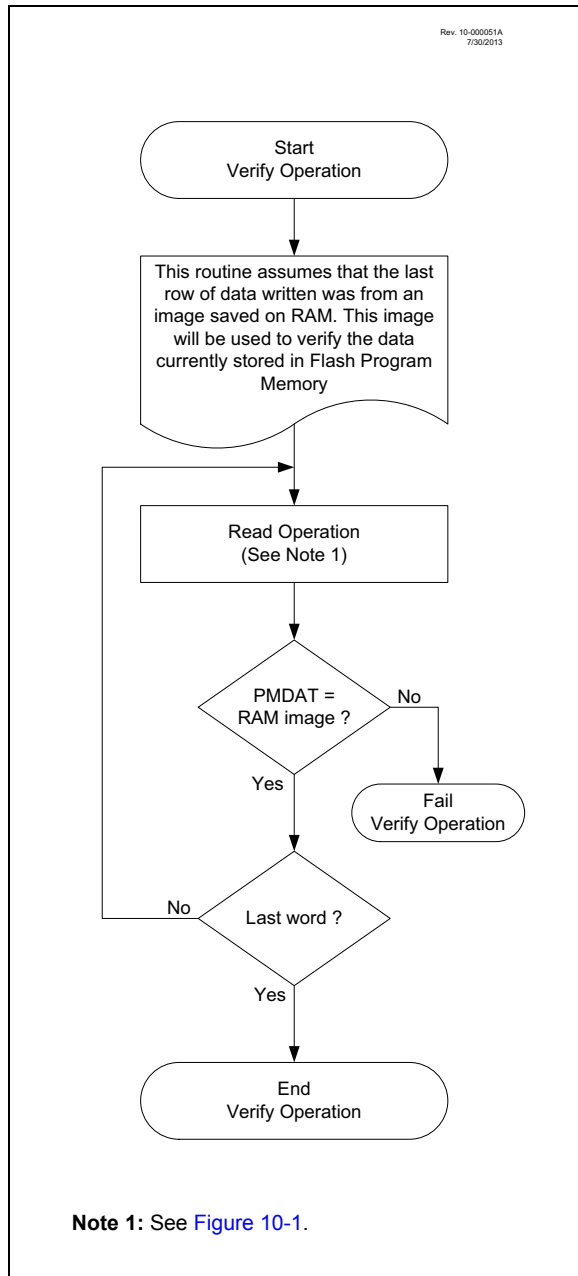 Rev. 10-000051A
7/30/2013
Start
Verify Operation
This routine assumes that the last
row of data written was from an
image saved on RAM. This image
will be used to verify the data
currently stored in Flash Program
Memory
Read Operation
(See Note 1)
PMDAT =
RAM image ?
No
Yes
Fail
Verify Operation
No
Last word ?
Yes
End
Verify Operation
Note 1: See Figure 10-1.